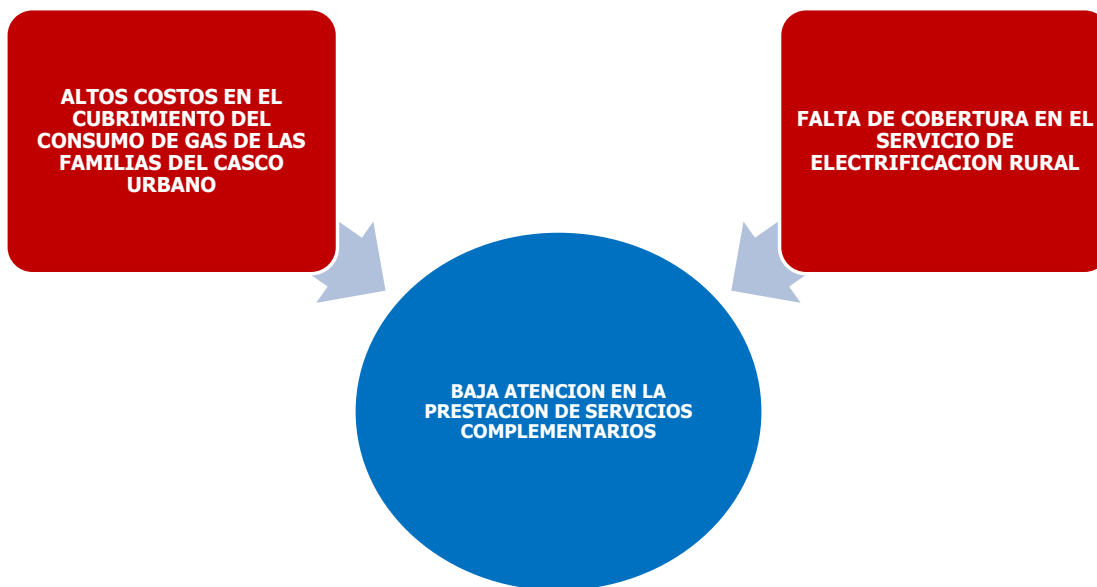 ALTOS COSTOS EN EL
CUBRIMIENTO DEL
CONSUMO DE GAS DE LAS
FAMILIAS DEL CASCO
URBANO
FALTA DE COBERTURA EN EL
SERVICIO DE
ELECTRIFICACION RURAL
BAJA ATENCION EN LA
PRESTACION DE SERVICIOS
COMPLEMENTARIOS